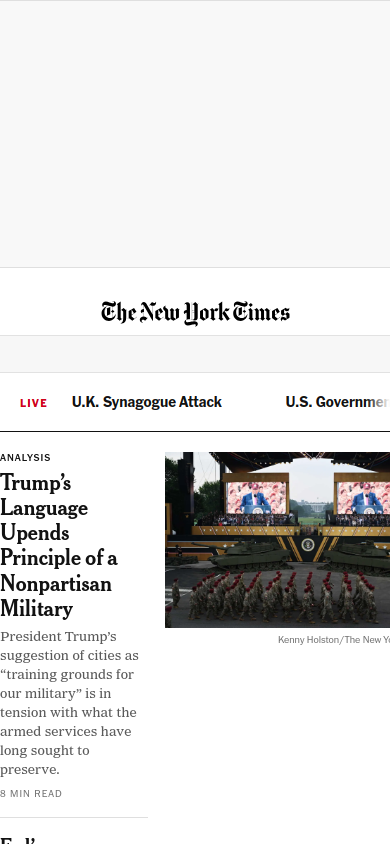 The New York Times
LIVE
U.K. Synagogue Attack
U.S. Governmer
ANALYSIS
Trump’s
Language
Upends
Principle of a
Nonpartisan
Military
President Trump’s
suggestion of cities as
“training grounds for
our military” is in
tension with what the
armed services have
long sought to
preserve.
8 MIN READ
Kenny Holston/The New Yo